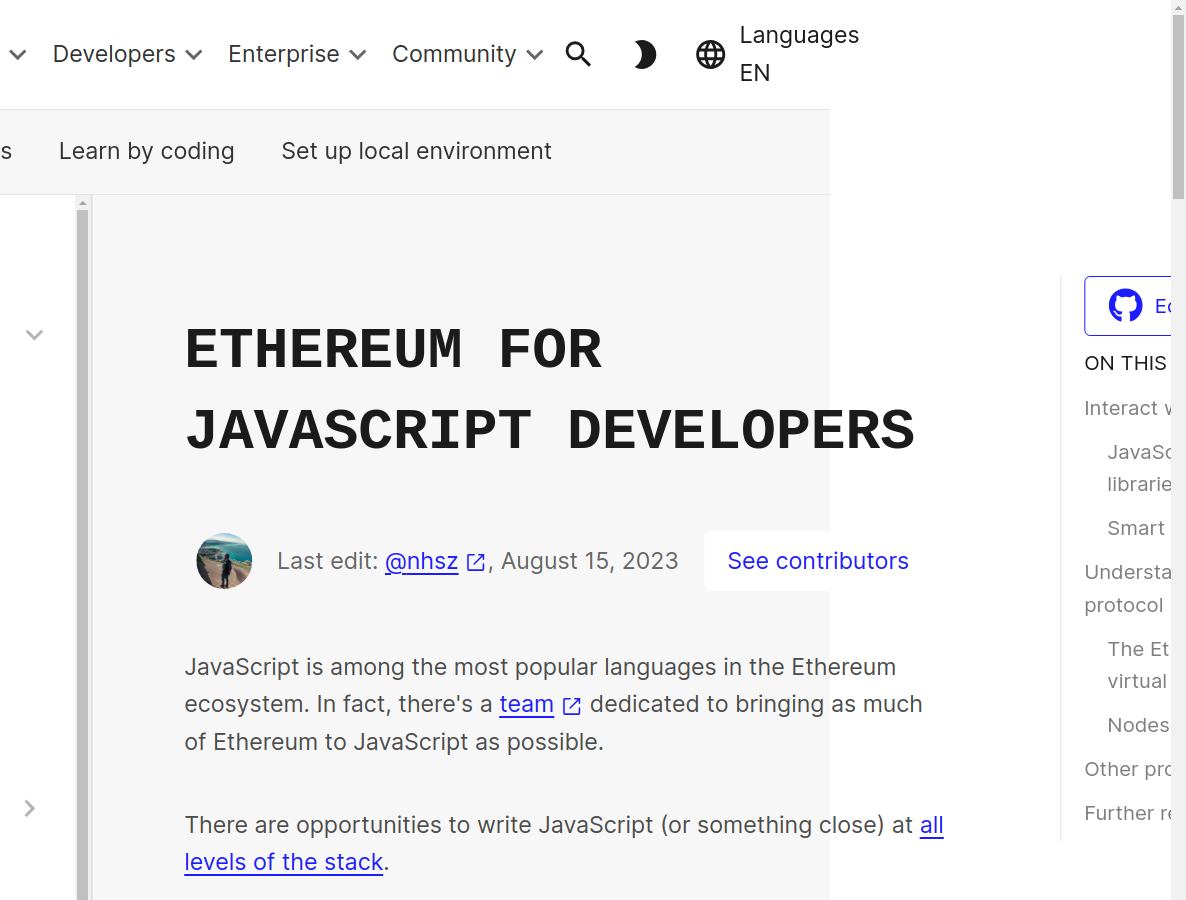 Developers Enterprise Community Languages EN
s Learn by coding Set up local environment
ETHEREUM FOR
JAVASCRIPT DEVELOPERS
Last edit: @nhsz, August 15, 2023 See contributors
JavaScript is among the most popular languages in the Ethereum
ecosystem. In fact, there's a team dedicated to bringing as much
of Ethereum to JavaScript as possible.
There are opportunities to write JavaScript (or something close) at all
levels of the stack.
ON THIS
Interact
JavaSc
librarie
Smart
Understa
protocol
The Et
virtual
Nodes
Other pro
Further re